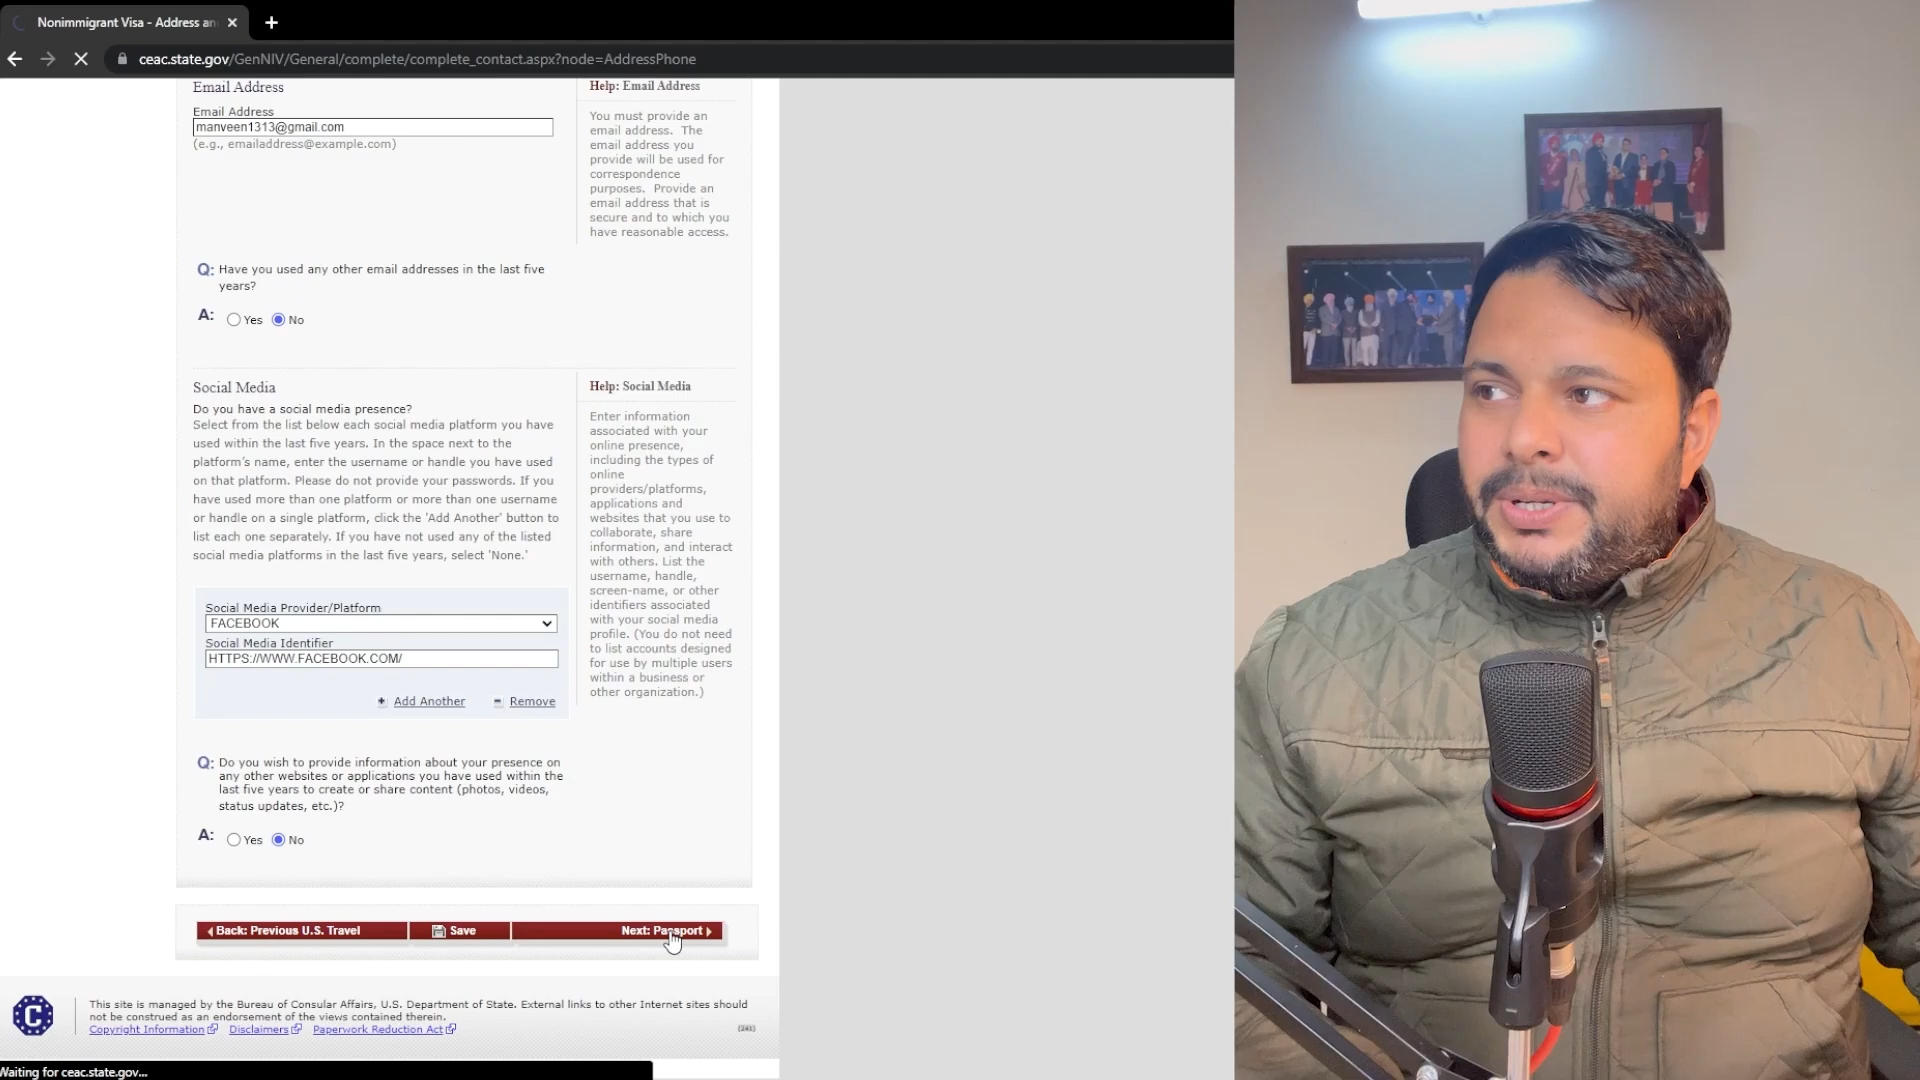 Nonimmigrant Visa - Address an
ceac.state.gov/GenNIV/General/complete/complete_contact.aspx?node=AddressPhone
Email Address
Email Address
manveen1313@gmail.com
(e.g., emailaddress@example.com)
Help: Email Address
You must provide an
email address. The
email address you
provide will be used for
correspondence
purposes. Provide an
email address that is
secure and to which you
have reasonable access.
Q: Have you used any other email addresses in the last five
years?
A: Yes No
Social Media
Do you have a social media presence?
Select from the list below each social media platform you have
used within the last five years. In the space next to the
platform's name, enter the username or handle you have used
on that platform. Please do not provide your passwords. If you
have used more than one platform or more than one username
or handle on a single platform, click the 'Add Another' button to
list each one separately. If you have not used any of the listed
social media platforms in the last five years, select 'None.'
Help: Social Media
Enter information
associated with your
online presence,
including the types of
online
providers/platforms,
applications and
websites that you use to
collaborate, share
information, and interact
with others. List the
username, handle,
screen-name, or other
identifiers associated
with your social media
profile. (You do not need
to list accounts designed
for use by multiple users
within a business or
other organization.)
Social Media Provider/Platform
FACEBOOK
Social Media Identifier
HTTPS://WWW.FACEBOOK.COM/
Add Another Remove
Q: Do you wish to provide information about your presence on
any other websites or applications you have used within the
last five years to create or share content (photos, videos,
status updates, etc.)?
A: Yes No
Back: Previous U.S. Travel Save Next: Passport
This site is managed by the Bureau of Consular Affairs, U.S. Department of State. External links to other Internet sites should
not be construed as an endorsement of the views contained therein.
Copyright Information Disclaimers Paperwork Reduction Act
(241)
Waiting for ceac.state.gov...